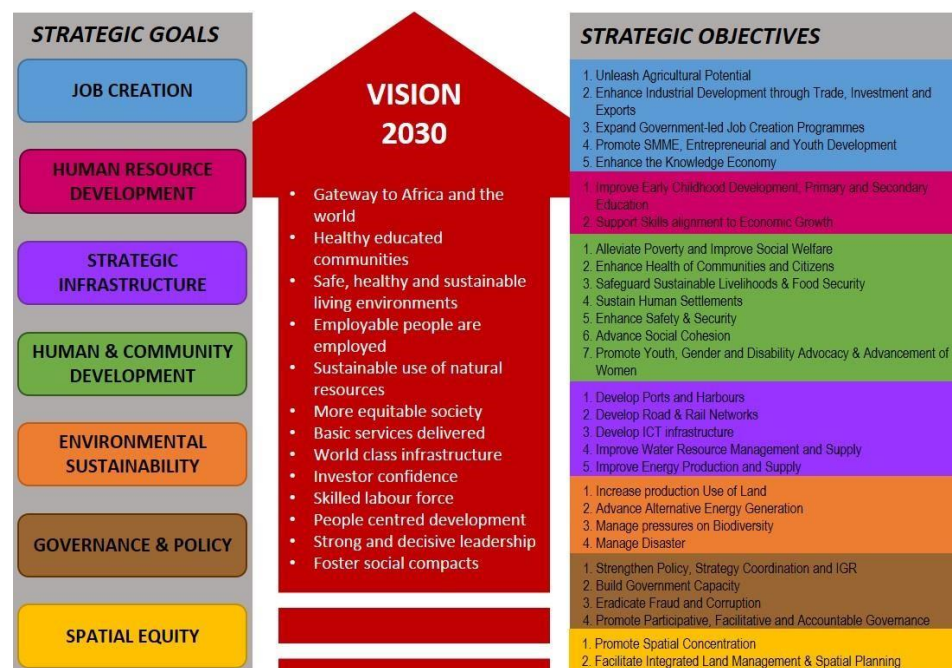 STRATEGIC GOALS
JOB CREATION
HUMAN RESOURCE
DEVELOPMENT
STRATEGIC
INFRASTRUCTURE
HUMAN & COMMUNITY
DEVELOPMENT
ENVIRONMENTAL
SUSTAINABILITY
GOVERNANCE & POLICY
SPATIAL EQUITY
VISION
2030
• Gateway to Africa and the
world
• Healthy educated
communities
• Safe, healthy and sustainable
living environments
• Employable people are
employed
• Sustainable use of natural
resources
• More equitable society
• Basic services delivered
• World class infrastructure
• Investor confidence
• Skilled labour force
• People centred development
• Strong and decisive leadership
• Foster social compacts
STRATEGIC OBJECTIVES
1. Unleash Agricultural Potential
2. Enhance Industrial Development through Trade, Investment and
Exports
3. Expand Government-led Job Creation Programmes
4. Promote SMME, Entrepreneurial and Youth Development
5. Enhance the Knowledge Economy
1. Improve Early Childhood Development, Primary and Secondary
Education
2. Support Skills alignment to Economic Growth
1. Alleviate Poverty and Improve Social Welfare
2. Enhance Health of Communities and Citizens
3. Safeguard Sustainable Livelihoods & Food Security
4. Sustain Human Settlements
5. Enhance Safety & Security
6. Advance Social Cohesion
7. Promote Youth, Gender and Disability Advocacy & Advancement of
Women
1. Develop Ports and Harbours
2. Develop Road & Rail Networks
3. Develop ICT infrastructure
4. Improve Water Resource Management and Supply
5. Improve Energy Production and Supply
1. Increase production Use of Land
2. Advance Alternative Energy Generation
3. Manage pressures on Biodiversity
4. Manage Disaster
1. Strengthen Policy, Strategy Coordination and IGR
2. Build Government Capacity
3. Eradicate Fraud and Corruption
4. Promote Participative, Facilitative and Accountable Governance
1. Promote Spatial Concentration
2. Facilitate Integrated Land Management & Spatial Planning